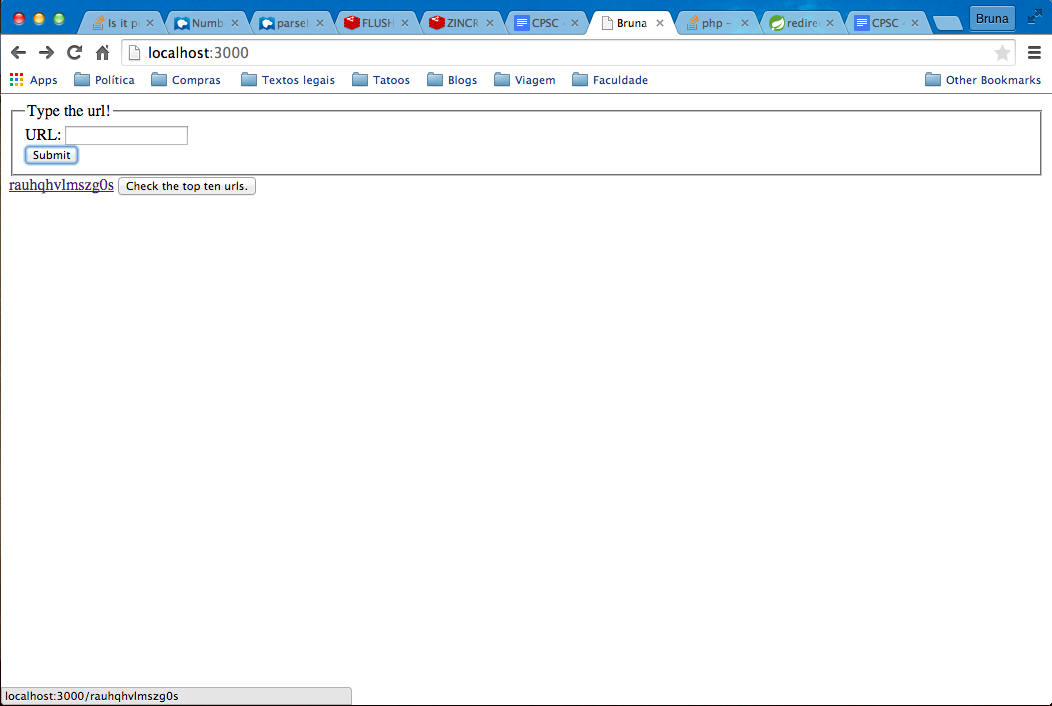 Is it p Numb parsel FLUSH ZINCR CPSC Bruna php – redire CPSC Bruna
localhost:3000
Apps Política Compras Textos legais Tatoos Blogs Viagem Faculdade Other Bookmarks
Type the url!
URL:
Submit
rauhqhvlmszg0s Check the top ten urls.
localhost:3000/rauhqhvlmszg0s